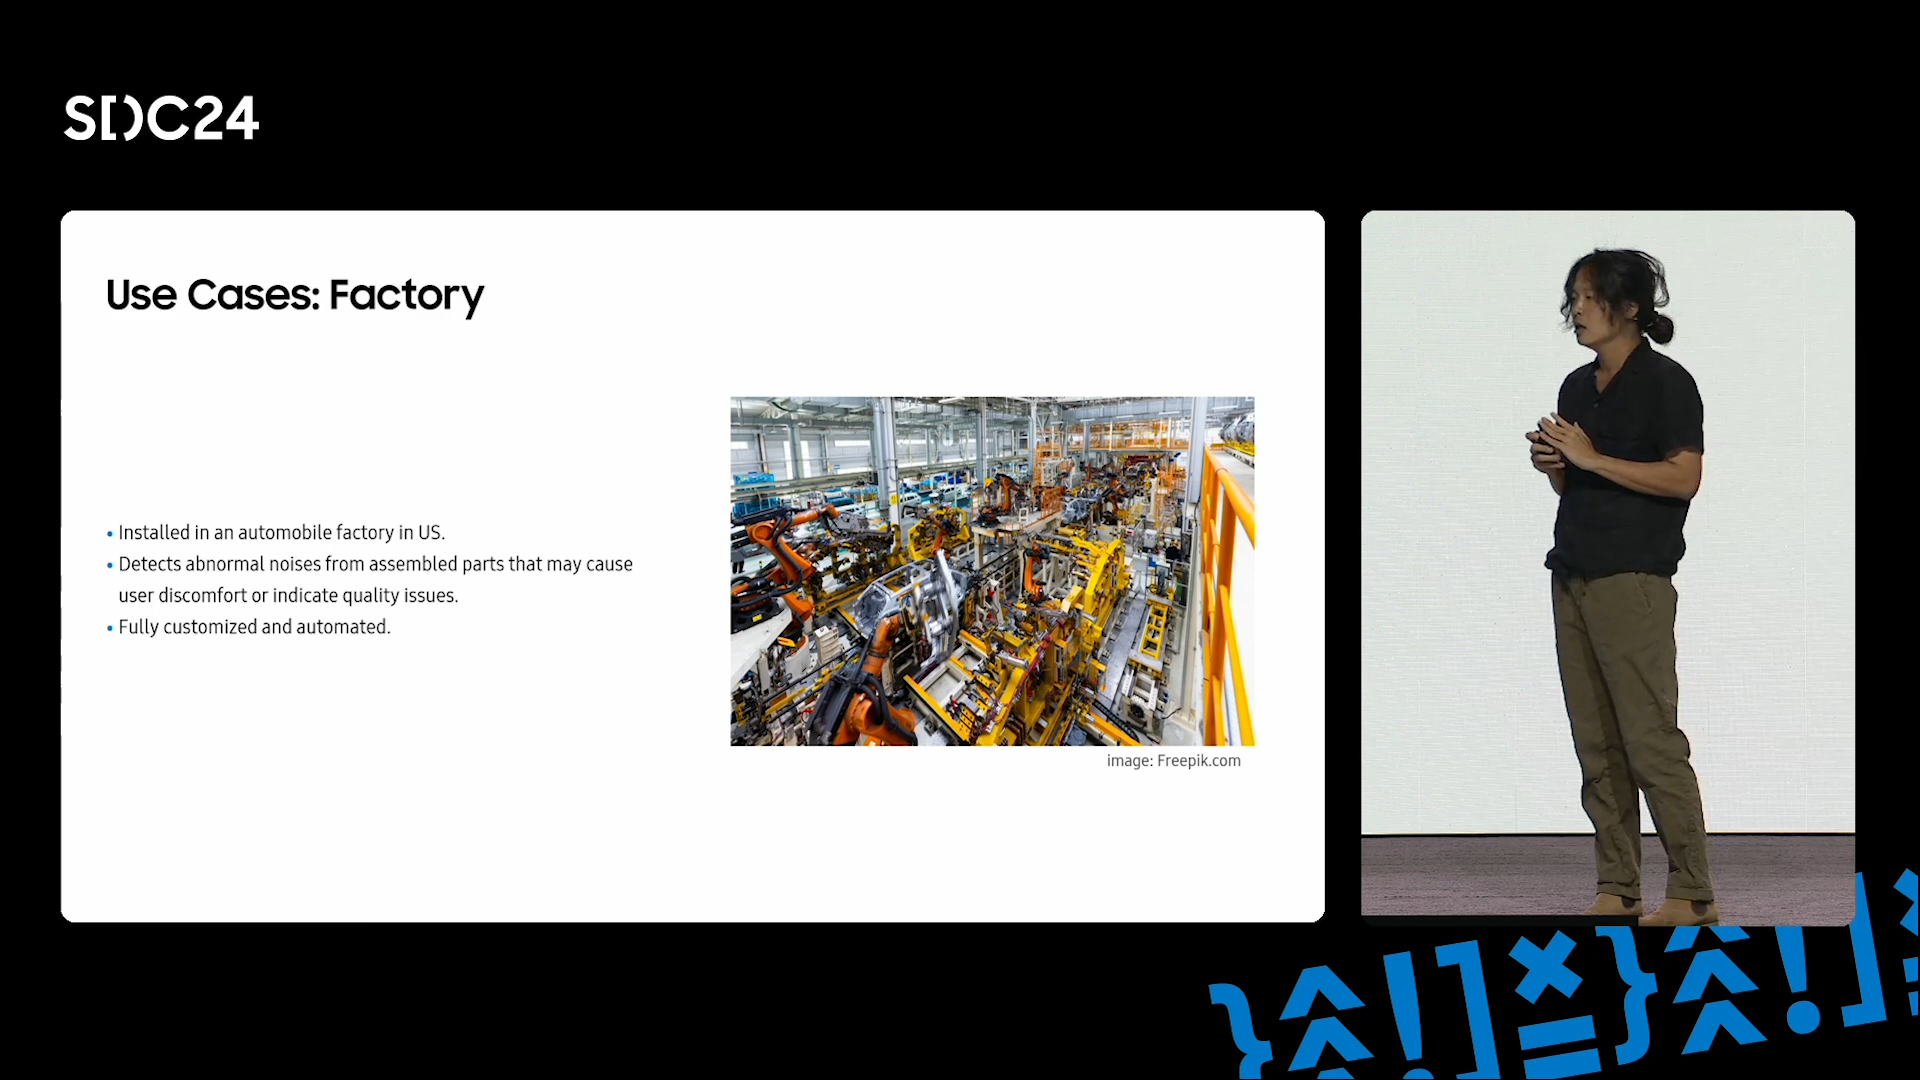 SDC24
Use Cases: Factory
• Installed in an automobile factory in US.
• Detects abnormal noises from assembled parts that may cause
user discomfort or indicate quality issues.
• Fully customized and automated.
image: Freepik.com
}^!]×=}^!]